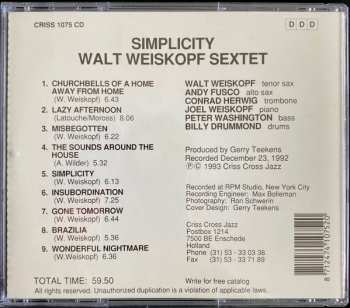 CRISS 1075 CD
D D D
SIMPLICITY
WALT WEISKOPF SEXTET
1. CHURCHBELLS OF A HOME
AWAY FROM HOME
(W. Weiskopf) 6.43
2. LAZY AFTERNOON
(Latouche/Moross) 8.06
3. MISBEGOTTEN
(W. Weiskopf) 6.22
4. THE SOUNDS AROUND THE
HOUSE
(A. Wilder) 5.32
5. SIMPLICITY
(W. Weiskopf) 6.13
6. INSUBORDINATION
(W. Weiskopf) 7.25
7. GONE TOMORROW
(W. Weiskopf) 6.44
8. BRAZILIA
(W. Weiskopf) 5.36
9. WONDERFUL NIGHTMARE
(W.Weiskopf) 6.36
TOTAL TIME: 59.50
All rights reserved. Unauthorized duplication is a violation of applicable laws.
WALT WEISKOPF tenor sax
ANDY FUSCO alto sax
CONRAD HERWIG trombone
JOEL WEISKOPF piano
PETER WASHINGTON bass
BILLY DRUMMOND drums
Produced by Gerry Teekens
Recorded December 23, 1992
℗© 1993 Criss Cross Jazz
Recorded at RPM Studio, New York City
Recording Engineer: Max Bolleman
Photography: Ron Schwerin
Cover Design: Gerry Teekens
Criss Cross Jazz
Postbox 1214
7500 BE Enschede
Holland
Phone (31) 53 - 33 03 38
Fax (31) 53 - 33 71 89
Write for free catalog
8 712474 107520